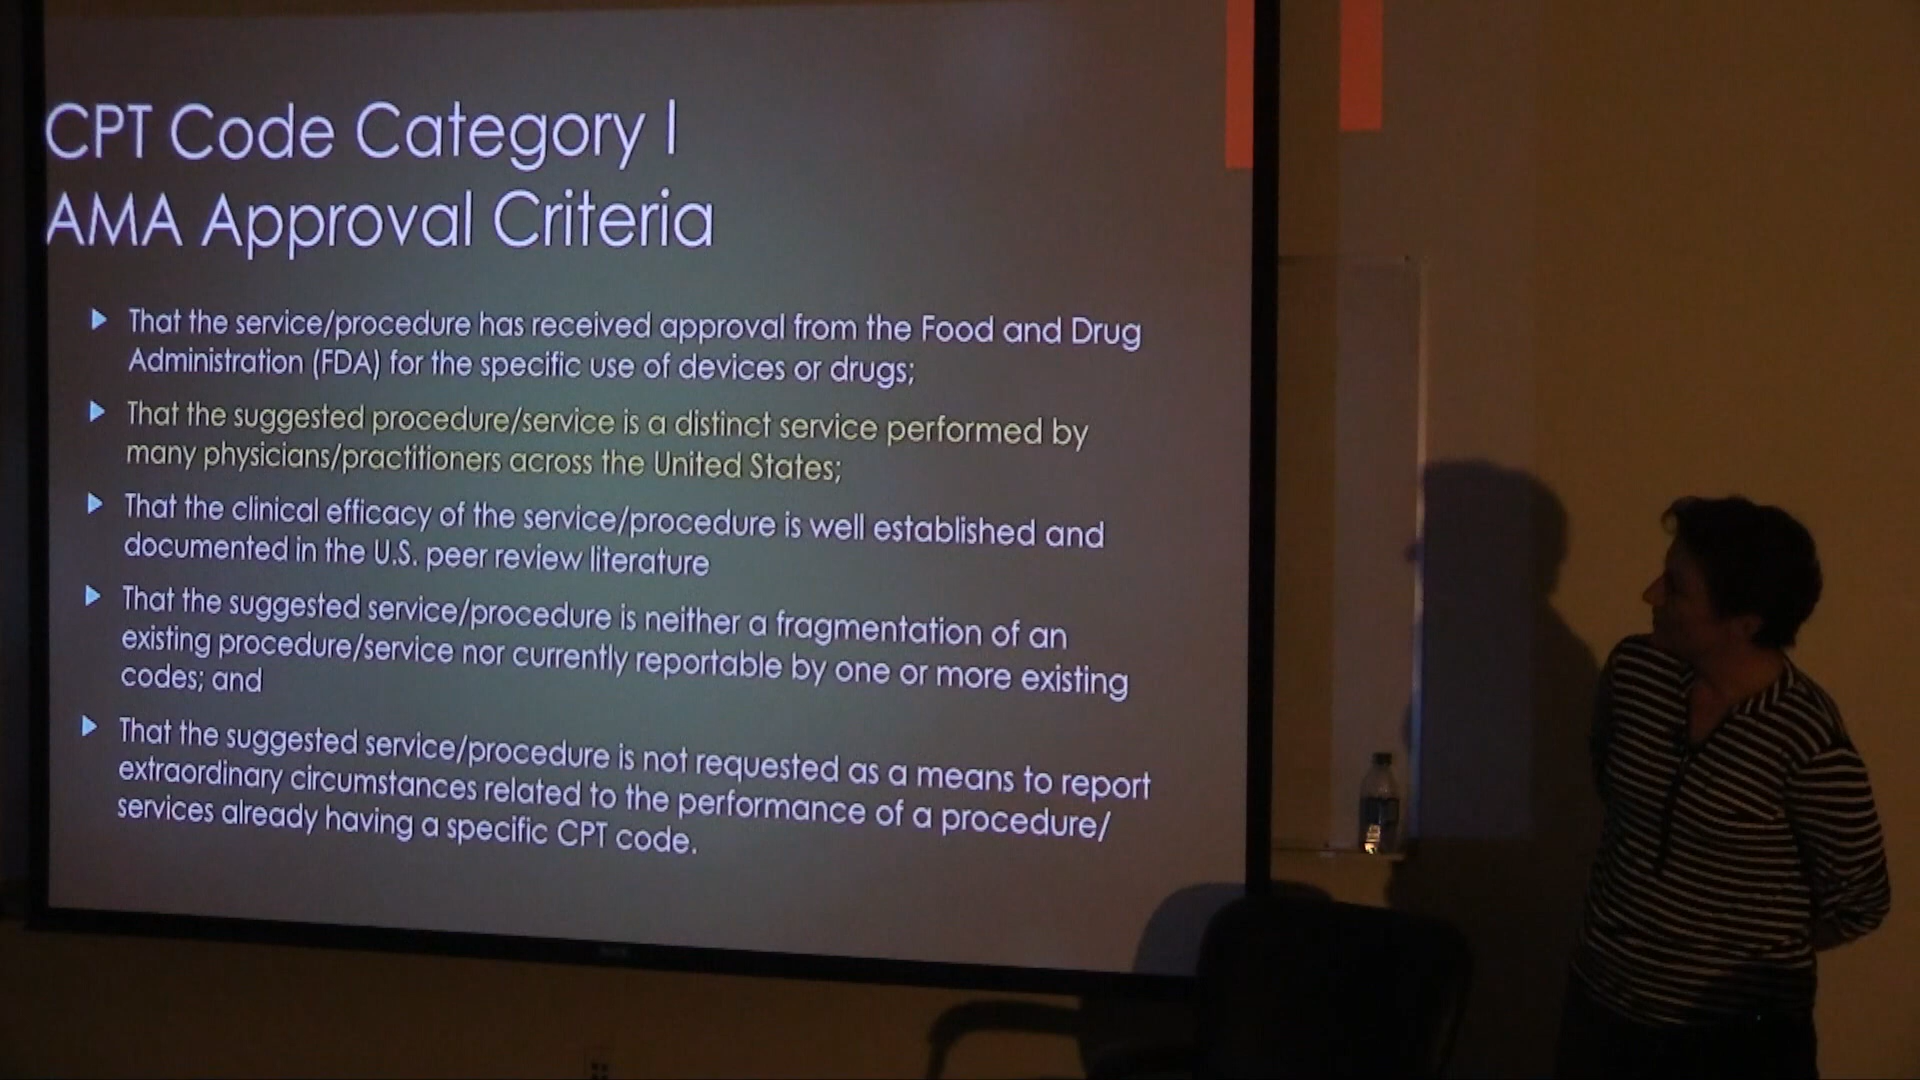 CPT Code Category I
AMA Approval Criteria
That the service/procedure has received approval from the Food and Drug
Administration (FDA) for the specific use of devices or drugs;
That the suggested procedure/service is a distinct service performed by
many physicians/practitioners across the United States;
That the clinical efficacy of the service/procedure is well established and
documented in the U.S. peer review literature
That the suggested service/procedure is neither a fragmentation of an
existing procedure/service nor currently reportable by one or more existing
codes; and
That the suggested service/procedure is not requested as a means to report
extraordinary circumstances related to the performance of a procedure/
services already having a specific CPT code.